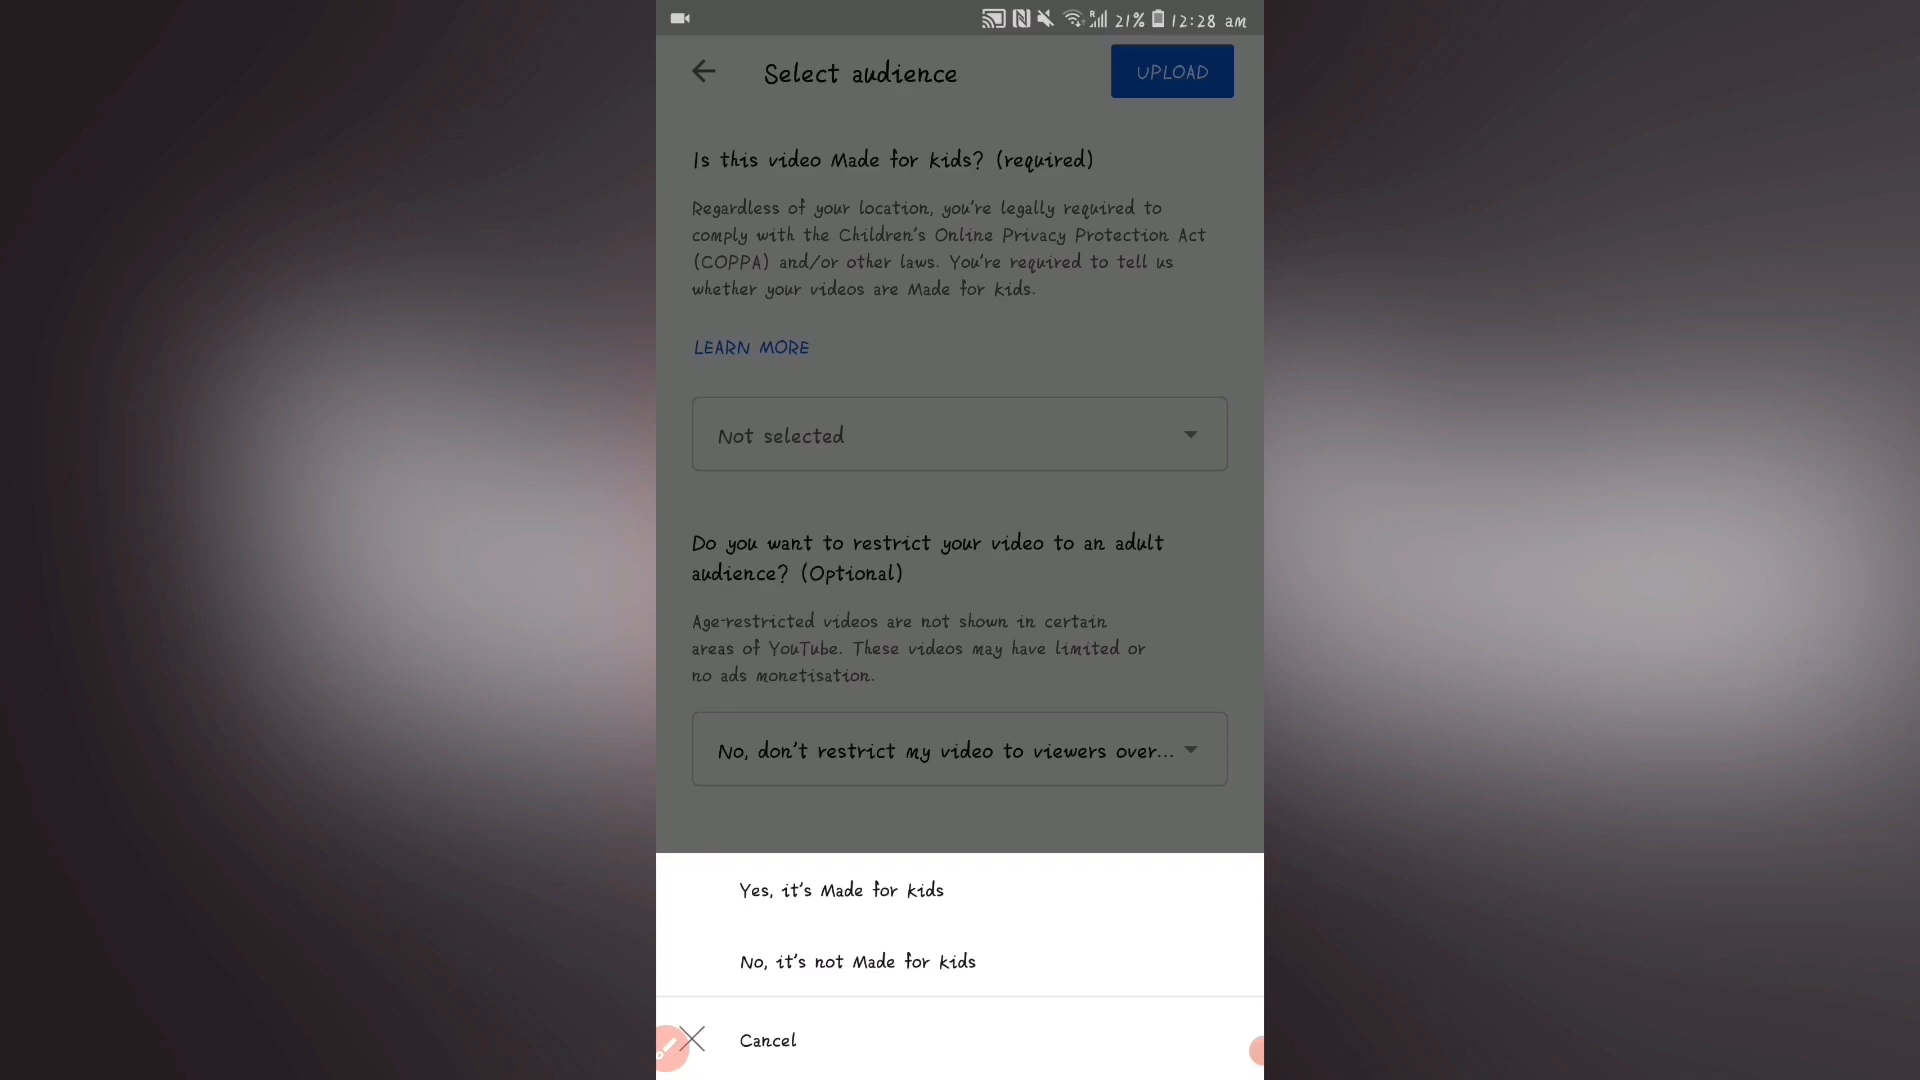 21% 12:28 am
Select audience
UPLOAD
Is this video Made for kids? (required)
Regardless of your location, you're legally required to
comply with the Children's Online Privacy Protection Act
(COPPA) and/or other laws. You're required to tell us
whether your videos are Made for kids.
LEARN MORE
Not selected
Do you want to restrict your video to an adult
audience? (Optional)
Age-restricted videos are not shown in certain
areas of YouTube. These videos may have limited or
no ads monetisation.
No, don't restrict my video to viewers over...
Yes, it's Made for kids
No, it's not Made for kids
Cancel